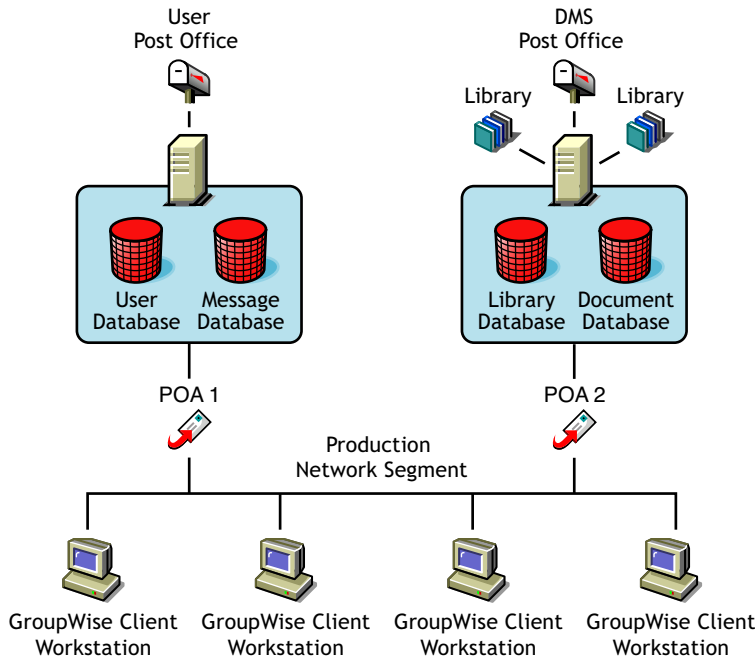 User
Post Office
DMS
Post Office
Library
Library
User
Database
Message
Database
Library
Database
Document
Database
POA 1
POA 2
Production
Network Segment
GroupWise Client
Workstation
GroupWise Client
Workstation
GroupWise Client
Workstation
GroupWise Client
Workstation